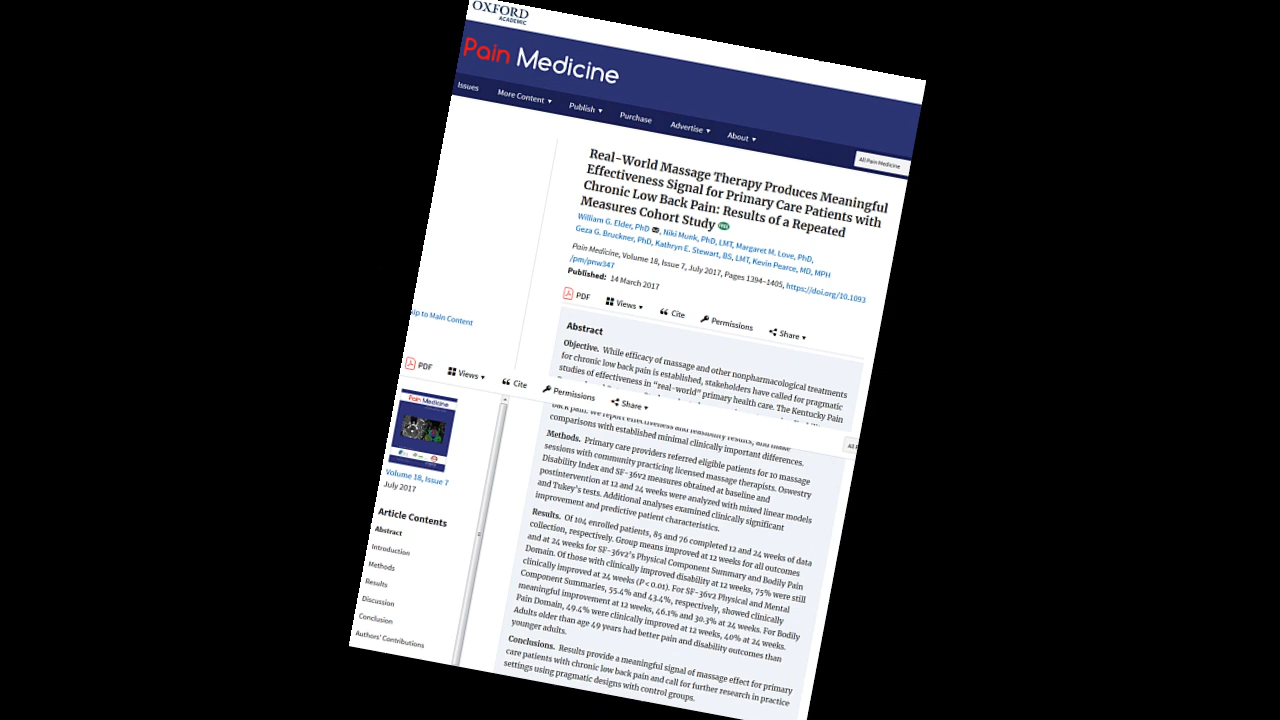 OXFORD
ACADEMIC
Pain Medicine
Issues More Content ▾ Publish ▾ Purchase Advertise ▾ About ▾
All Pain Medicine
Real-World Massage Therapy Produces Meaningful
Effectiveness Signal for Primary Care Patients with
Chronic Low Back Pain: Results of a Repeated
Measures Cohort Study
William G. Elder, PhD, Niki Munk, PhD, LMT, Margaret M. Love, PhD,
Geza G. Bruckner, PhD, Kathryn E. Stewart, BS, LMT, Kevin Pearce, MD, MPH
Pain Medicine, Volume 18, Issue 7, July 2017, Pages 1394–1405, https://doi.org/10.1093
/pm/pnw347
Published: 14 March 2017
PDF Views ▾ Cite Permissions Share ▾
Abstract
Objective. While efficacy of massage and other nonpharmacological treatments
for chronic low back pain is established, stakeholders have called for pragmatic
studies of effectiveness in “real-world” primary health care. The Kentucky Pain
ip to Main Content
PDF Views ▾ Cite Permissions Share ▾
All P
back pain. We report effectiveness and feasibility results, and make
comparisons with established minimal clinically important differences.
Methods. Primary care providers referred eligible patients for 10 massage
sessions with community practicing licensed massage therapists. Oswestry
Disability Index and SF-36v2 measures obtained at baseline and
postintervention at 12 and 24 weeks were analyzed with mixed linear models
and Tukey’s tests. Additional analyses examined clinically significant
improvement and predictive patient characteristics.
Results. Of 104 enrolled patients, 85 and 76 completed 12 and 24 weeks of data
collection, respectively. Group means improved at 12 weeks for all outcomes
and at 24 weeks for SF-36v2’s Physical Component Summary and Bodily Pain
Domain. Of those with clinically improved disability at 12 weeks, 75% were still
clinically improved at 24 weeks (P < 0.01). For SF-36v2 Physical and Mental
Component Summaries, 55.4% and 43.4%, respectively, showed clinically
meaningful improvement at 12 weeks, 46.1% and 30.3% at 24 weeks. For Bodily
Pain Domain, 49.4% were clinically improved at 12 weeks, 40% at 24 weeks.
Adults older than age 49 years had better pain and disability outcomes than
younger adults.
Conclusions. Results provide a meaningful signal of massage effect for primary
care patients with chronic low back pain and call for further research in practice
settings using pragmatic designs with control groups.
Pain Medicine
Volume 18, Issue 7
July 2017
Article Contents
Abstract
Introduction
Methods
Results
Discussion
Conclusion
Authors' Contributions